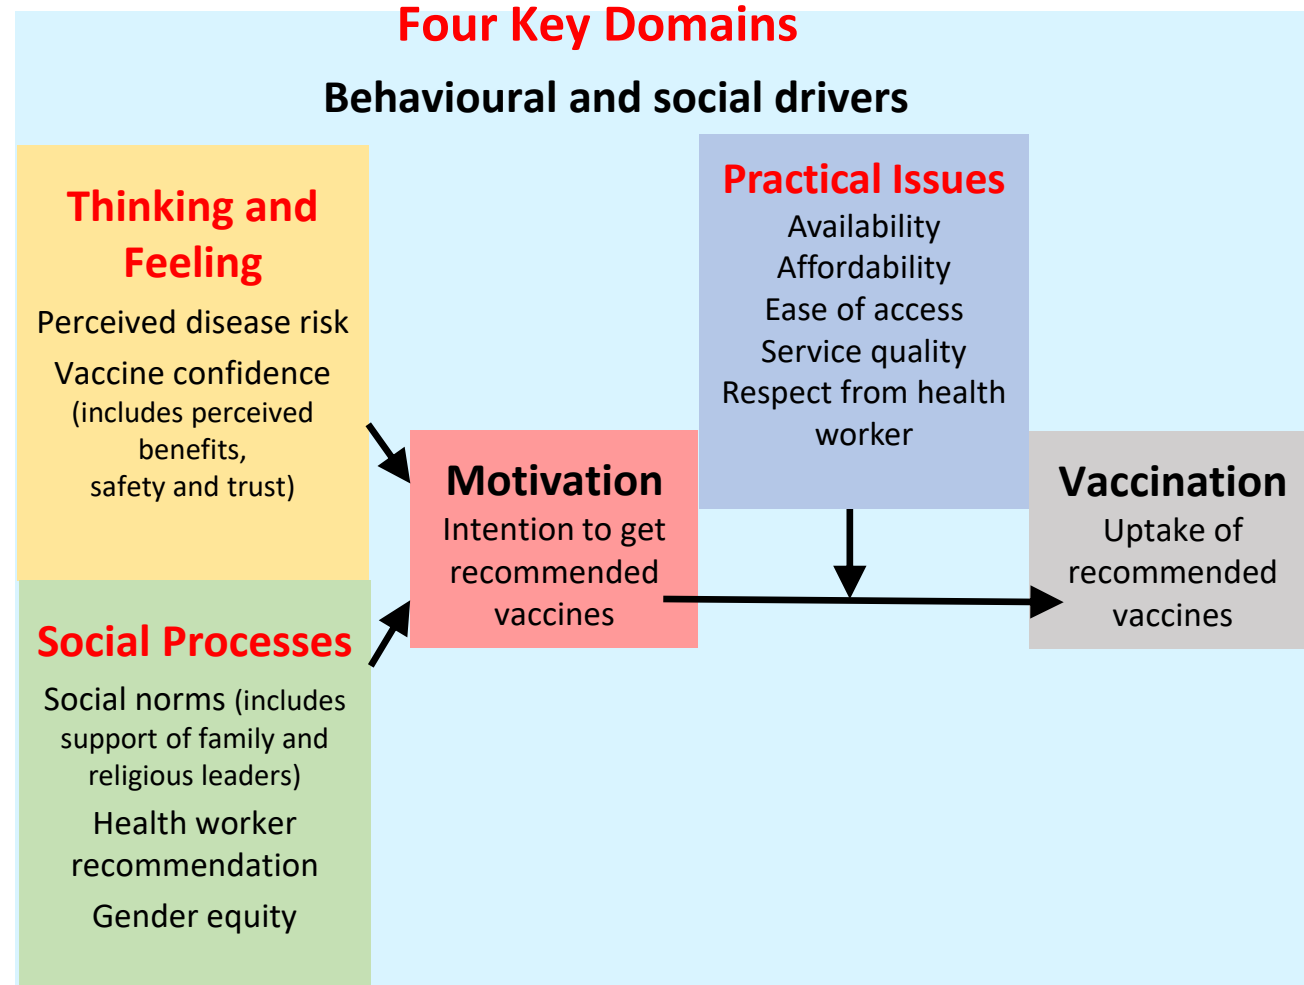 Four Key Domains
Behavioural and social drivers
Thinking and
Feeling
Perceived disease risk
Vaccine confidence
(includes perceived
benefits,
safety and trust)
Social Processes
Social norms (includes
support of family and
religious leaders)
Health worker
recommendation
Gender equity
Motivation
Intention to get
recommended
vaccines
Practical Issues
Availability
Affordability
Ease of access
Service quality
Respect from health
worker
Vaccination
Uptake of
recommended
vaccines